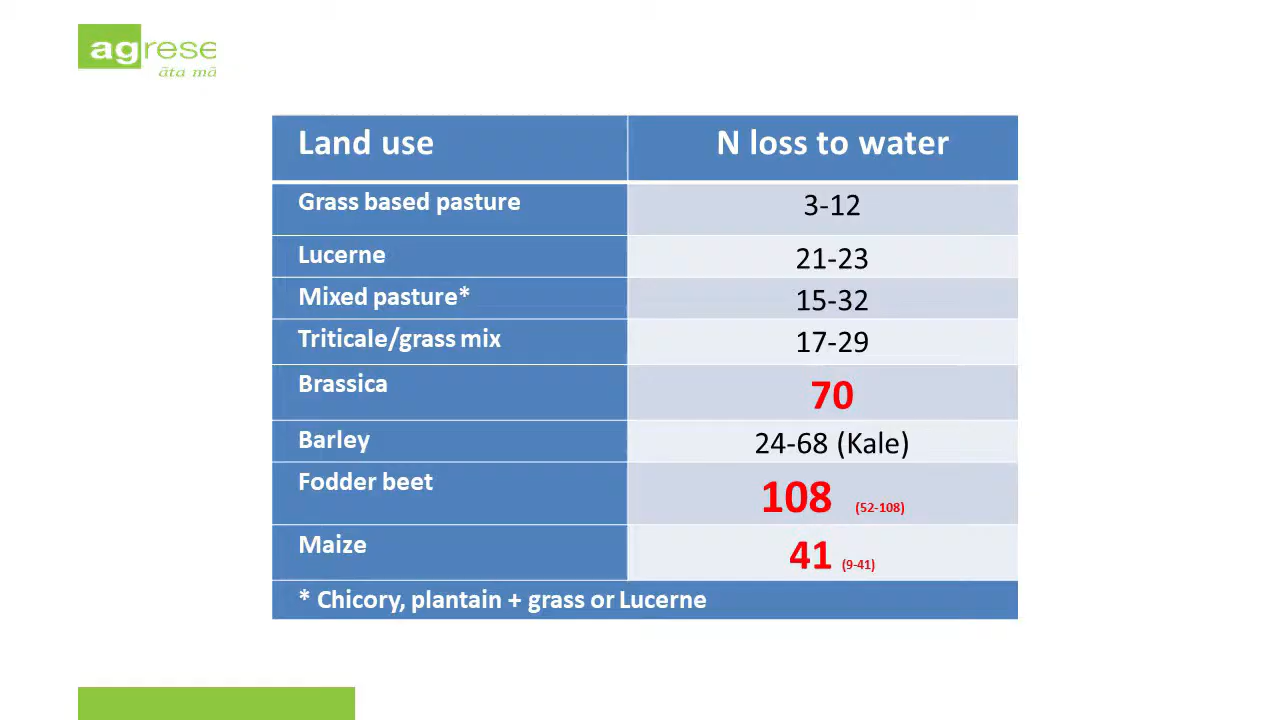 agrese
āta mā
Land use N loss to water
Grass based pasture 3-12
Lucerne 21-23
Mixed pasture* 15-32
Triticale/grass mix 17-29
Brassica 70
Barley 24-68 (Kale)
Fodder beet 108 (52-108)
Maize 41 (9-41)
* Chicory, plantain + grass or Lucerne